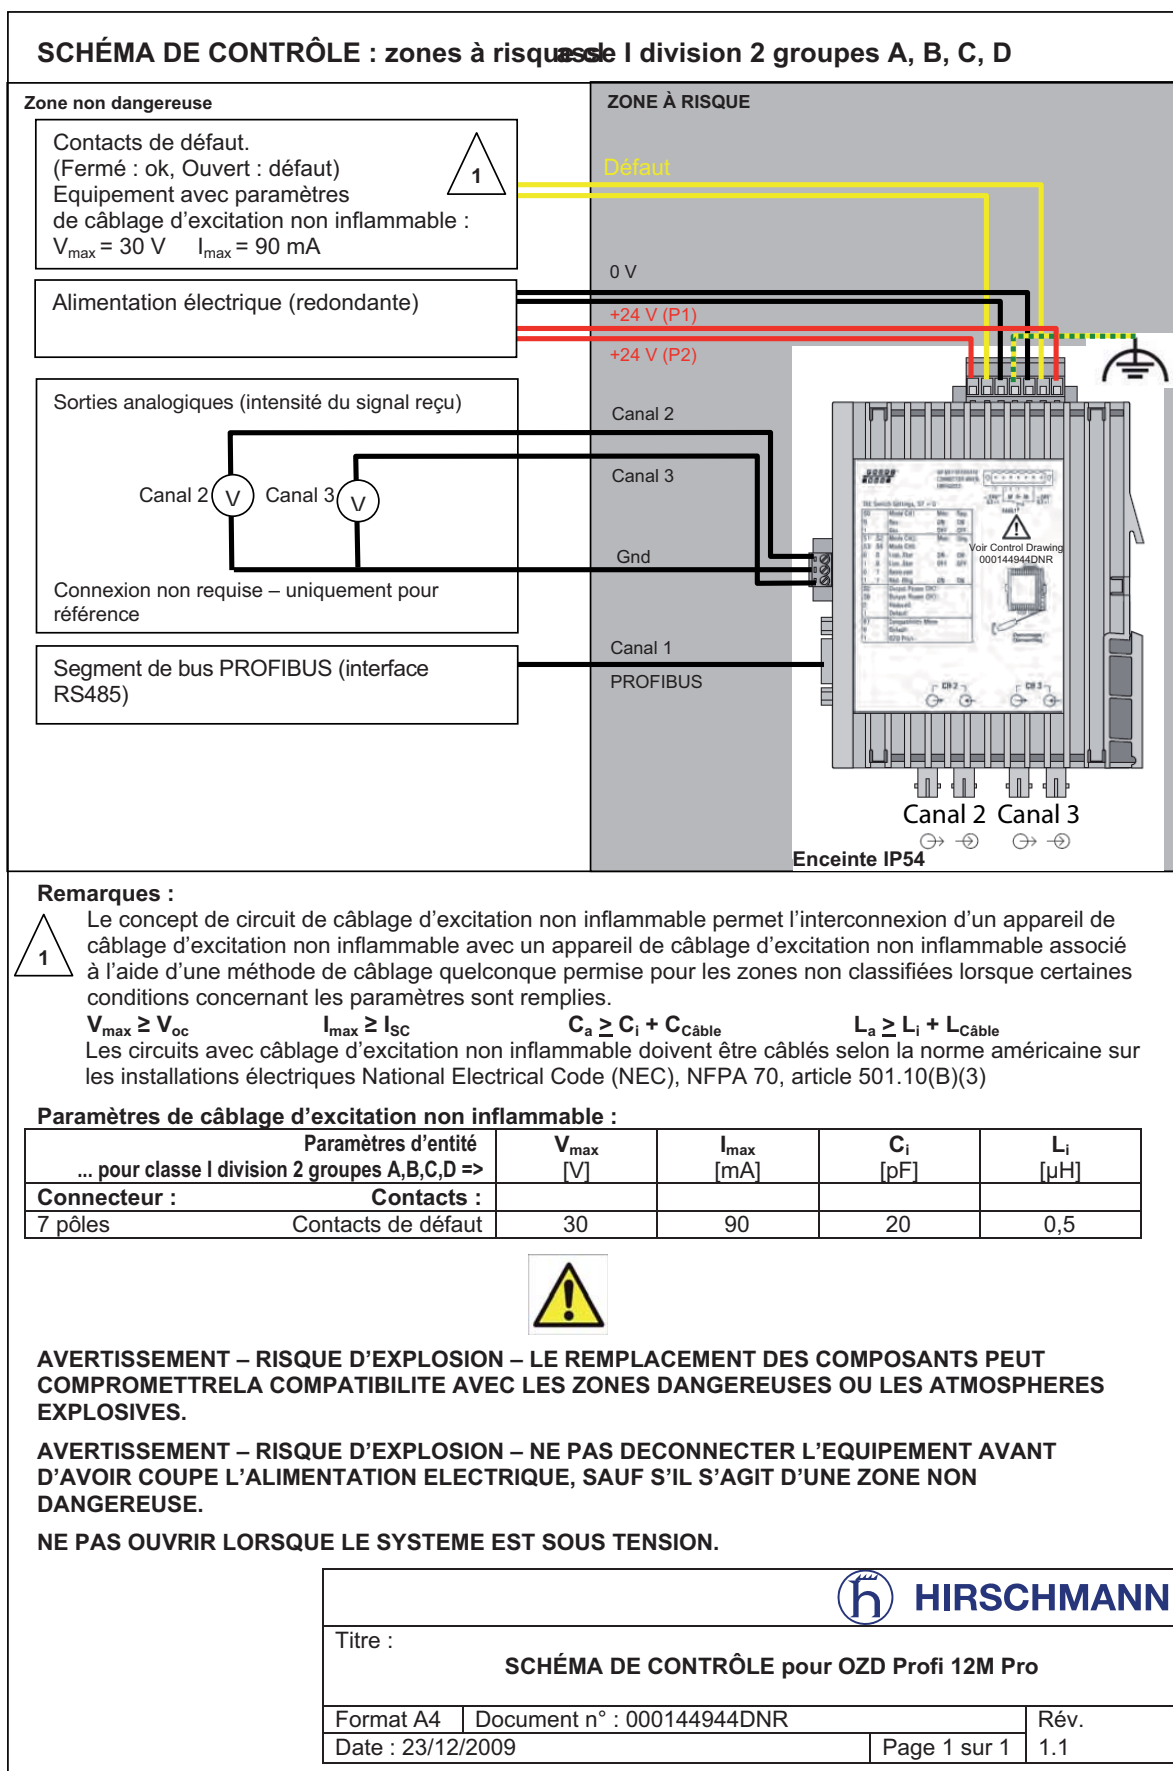 SCHÉMA DE CONTRÔLE : zones à risque classe I division 2 groupes A, B, C, D
Zone non dangereuse
ZONE À RISQUE
Contacts de défaut.
(Fermé : ok, Ouvert : défaut)
Equipement avec paramètres
de câblage d’excitation non inflammable :
Vmax = 30 V Imax = 90 mA
1
Défaut
0 V
Alimentation électrique (redondante)
+24 V (P1)
+24 V (P2)
Sorties analogiques (intensité du signal reçu)
Canal 2
Canal 3
Canal 2 V Canal 3 V
Gnd
Connexion non requise – uniquement pour
référence
Canal 1
PROFIBUS
Segment de bus PROFIBUS (interface
RS485)
Voir Control Drawing
000144944DNR
CH 2 CH 3
Canal 2 Canal 3
Enceinte IP54
Remarques :
1
Le concept de circuit de câblage d’excitation non inflammable permet l’interconnexion d’un appareil de
câblage d’excitation non inflammable avec un appareil de câblage d’excitation non inflammable associé
à l’aide d’une méthode de câblage quelconque permise pour les zones non classifiées lorsque certaines
conditions concernant les paramètres sont remplies.
Vmax ≥ Voc Imax ≥ ISC Ca ≥ Ci + CCâble La ≥ Li + LCâble
Les circuits avec câblage d’excitation non inflammable doivent être câblés selon la norme américaine sur
les installations électriques National Electrical Code (NEC), NFPA 70, article 501.10(B)(3)
Paramètres de câblage d’excitation non inflammable :
Paramètres d’entité Vmax Imax Ci Li
... pour classe I division 2 groupes A,B,C,D => [V] [mA] [pF] [µH]
Connecteur : Contacts :
7 pôles Contacts de défaut 30 90 20 0,5
AVERTISSEMENT – RISQUE D’EXPLOSION – LE REMPLACEMENT DES COMPOSANTS PEUT
COMPROMETTRELA COMPATIBILITE AVEC LES ZONES DANGEREUSES OU LES ATMOSPHERES
EXPLOSIVES.
AVERTISSEMENT – RISQUE D’EXPLOSION – NE PAS DECONNECTER L’EQUIPEMENT AVANT
D’AVOIR COUPE L’ALIMENTATION ELECTRIQUE, SAUF S’IL S’AGIT D’UNE ZONE NON
DANGEREUSE.
NE PAS OUVRIR LORSQUE LE SYSTEME EST SOUS TENSION.
HIRSCHMANN
Titre :
SCHÉMA DE CONTRÔLE pour OZD Profi 12M Pro
Format A4 Document n° : 000144944DNR Rév.
Date : 23/12/2009 Page 1 sur 1 1.1